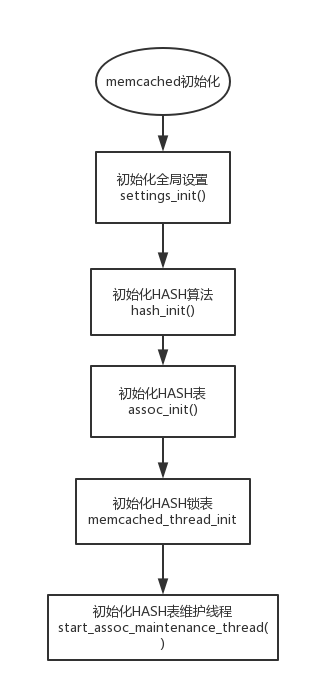 memcached初始化
初始化全局设置
settings_init()
初始化HASH算法
hash_init()
初始化HASH表
assoc_init()
初始化HASH锁表
memcached_thread_init
初始化HASH表维护线程
start_assoc_maintenance_thread(
)